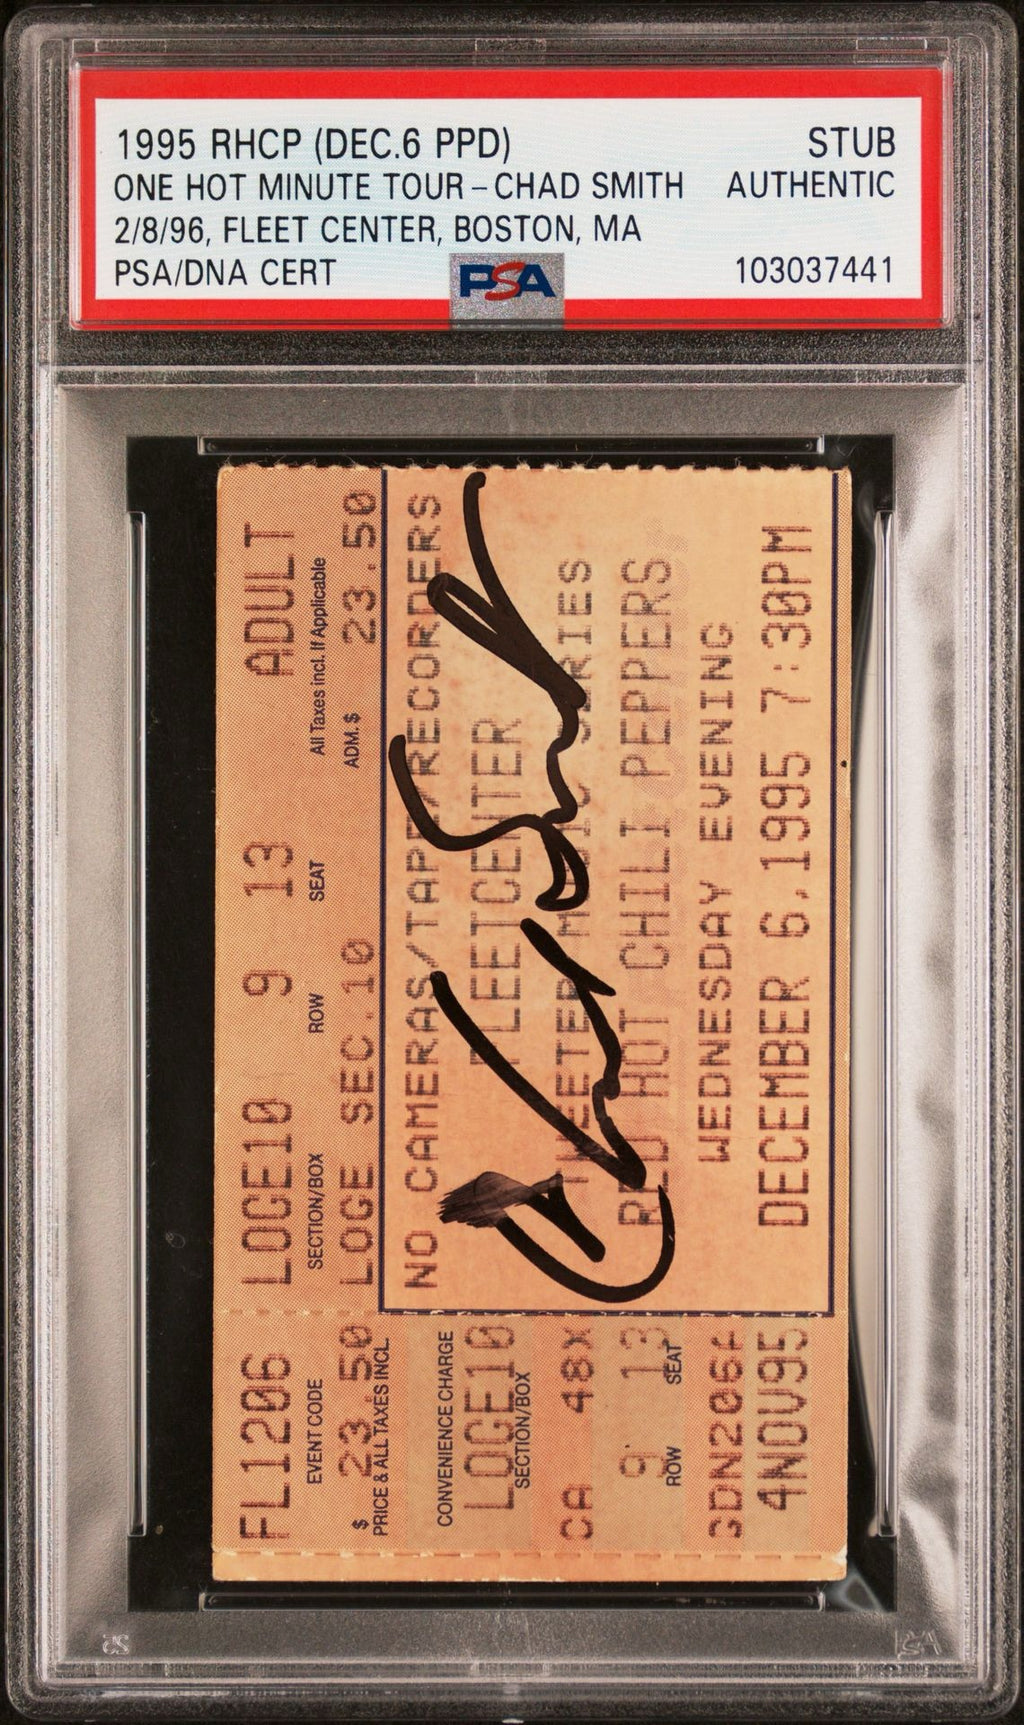 1995 RHCP (DEC.6 PPD) STUB
ONE HOT MINUTE TOUR - CHAD SMITH AUTHENTIC
2/8/96, FLEET CENTER, BOSTON, MA
PSA/DNA CERT PSA 103037441
FL1206 LOGE10 9 13 ADULT
EVENT CODE SECTION/BOX ROW SEAT All Taxes incl. If Applicable
$ 23.50 LOGE SEC.10 ADM.$ 23.50
PRICE & ALL TAXES INCL.
NO CAMERAS/TAPE/RECORDERS
CONVENIENCE CHARGE
LOGE10 FLEETCENTER
SECTION/BOX
CA 48X TWEETER MUSIC SERIES
9 13 RED HOT CHILI PEPPERS
ROW SEAT
WEDNESDAY EVENING
4NOV95 DECEMBER 6,1995 7:30PM
Chad Smith
PSA